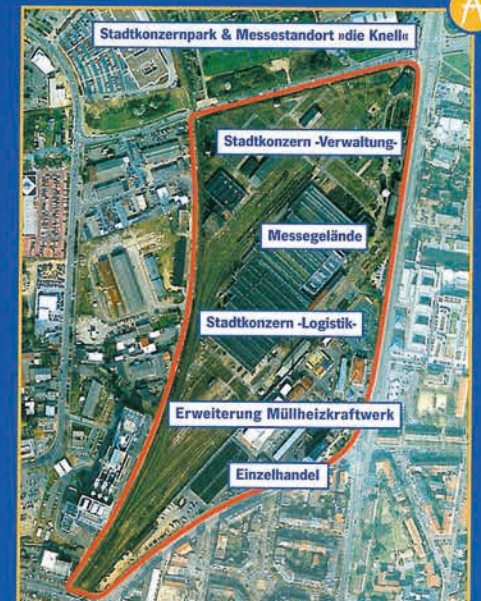 Stadtkonzernpark & Messestandort »die Knell«
Stadtkonzern -Verwaltung-
Messegelände
Stadtkonzern -Logistik-
Erweiterung Müllheizkraftwerk
Einzelhandel